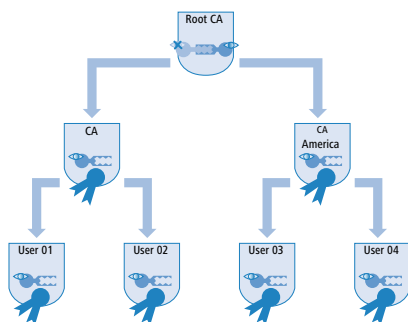 Root CA
CA
CA
America
User 01
User 02
User 03
User 04